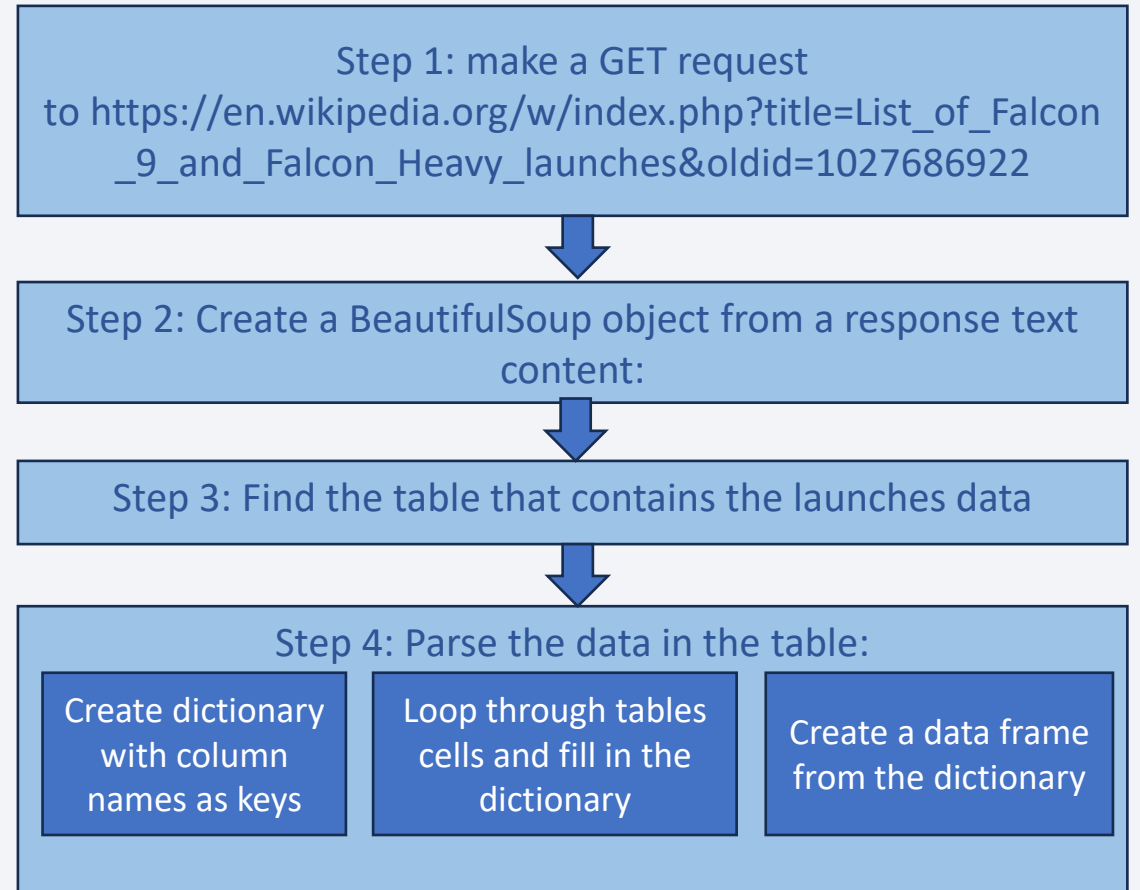 Step 1: make a GET request
to https://en.wikipedia.org/w/index.php?title=List_of_Falcon
_9_and_Falcon_Heavy_launches&oldid=1027686922
Step 2: Create a BeautifulSoup object from a response text
content:
Step 3: Find the table that contains the launches data
Step 4: Parse the data in the table:
Create dictionary
with column
names as keys
Loop through tables
cells and fill in the
dictionary
Create a data frame
from the dictionary